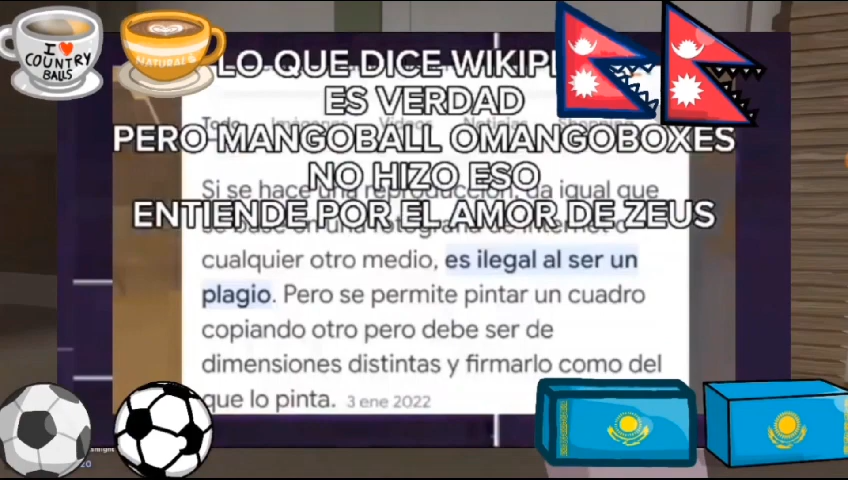 I ❤ COUNTRY BALLS
NATURAL
LO QUE DICE WIKIP
ES VERDAD
PERO MANGOBALL OMANGOBOXES
NO HIZO ESO
ENTIENDE POR EL AMOR DE ZEUS
Todo Imágenes Videos Noticias Shopping
Si se hace una reproducción, da igual que
se base en una fotografía de internet o
cualquier otro medio, es ilegal al ser un
plagio. Pero se permite pintar un cuadro
copiando otro pero debe ser de
dimensiones distintas y firmarlo como del
que lo pinta. 3 ene 2022